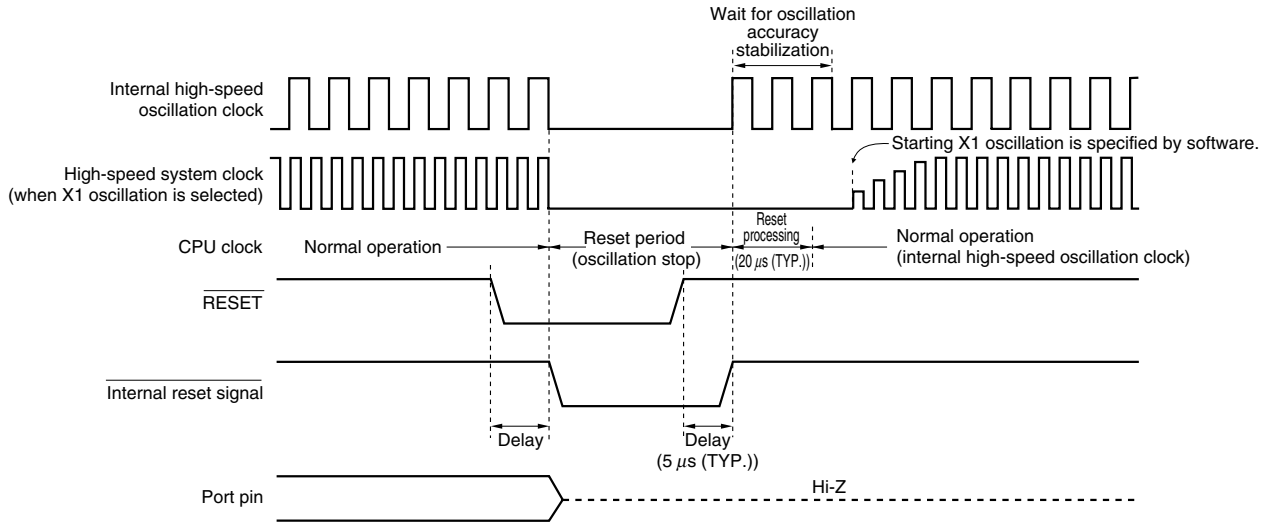 Wait for oscillation
accuracy
stabilization
Internal high-speed
oscillation clock
Starting X1 oscillation is specified by software.
High-speed system clock
(when X1 oscillation is selected)
CPU clock
Normal operation
Reset period
(oscillation stop)
Reset
processing
(20 μs (TYP.))
Normal operation
(internal high-speed oscillation clock)
RESET
Internal reset signal
Delay
Delay
(5 μs (TYP.))
Port pin
Hi-Z